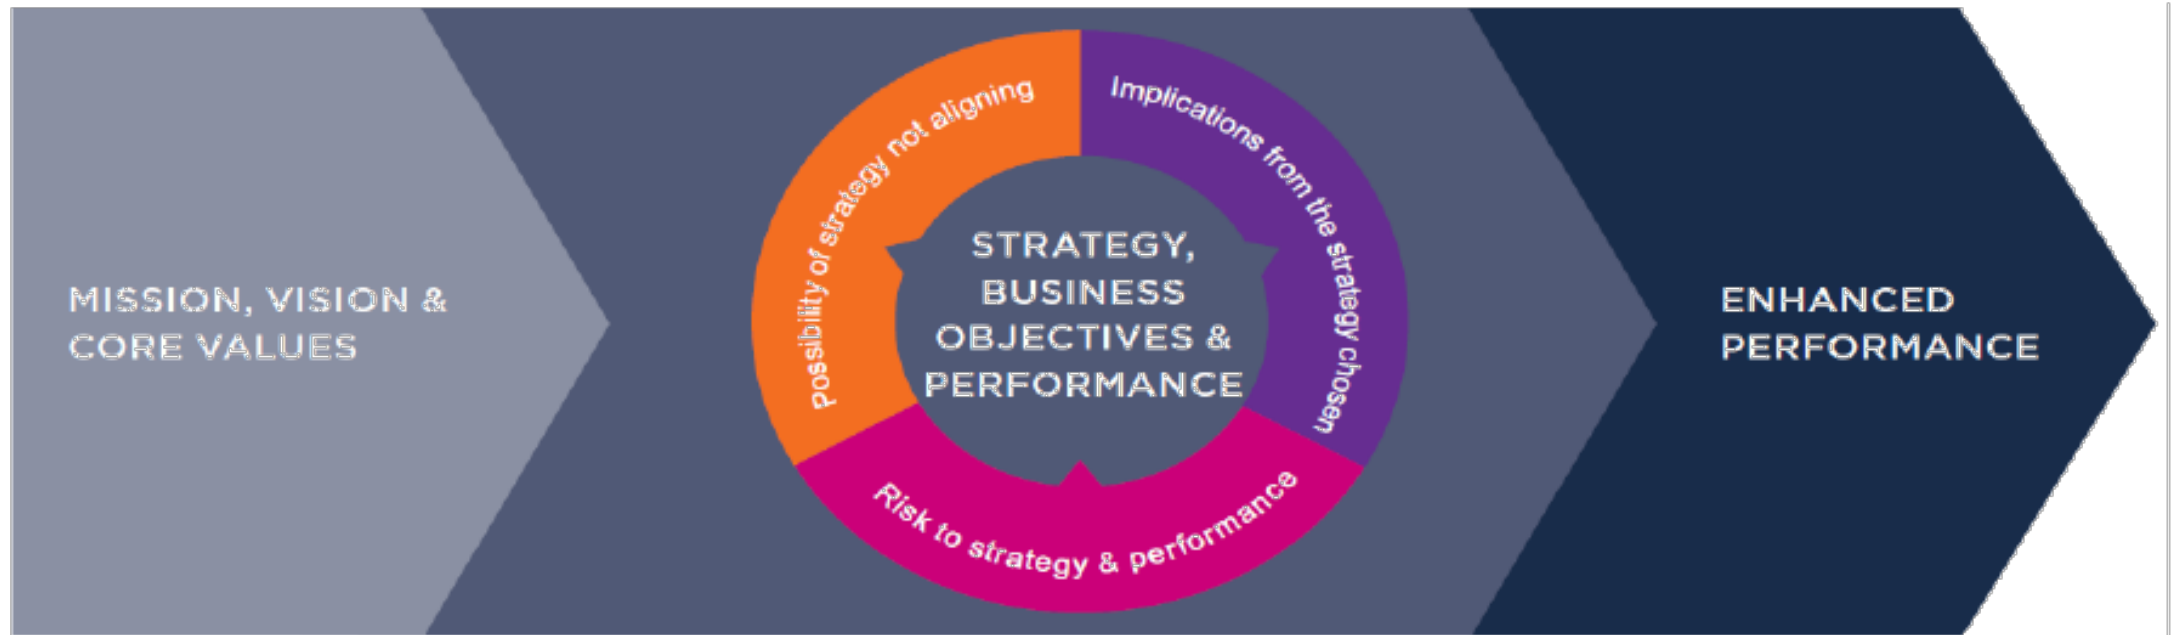 MISSION, VISION &
CORE VALUES
Possibility of strategy not aligning
Implications from the strategy chosen
STRATEGY,
BUSINESS
OBJECTIVES &
PERFORMANCE
Risk to strategy & performance
ENHANCED
PERFORMANCE